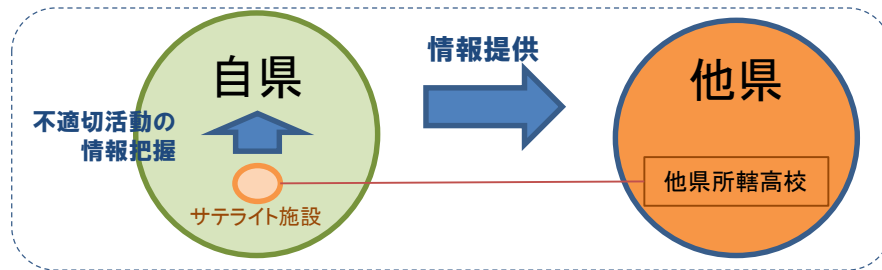 自県
情報提供
他県
不適切活動の
情報把握
サテライト施設
他県所轄高校